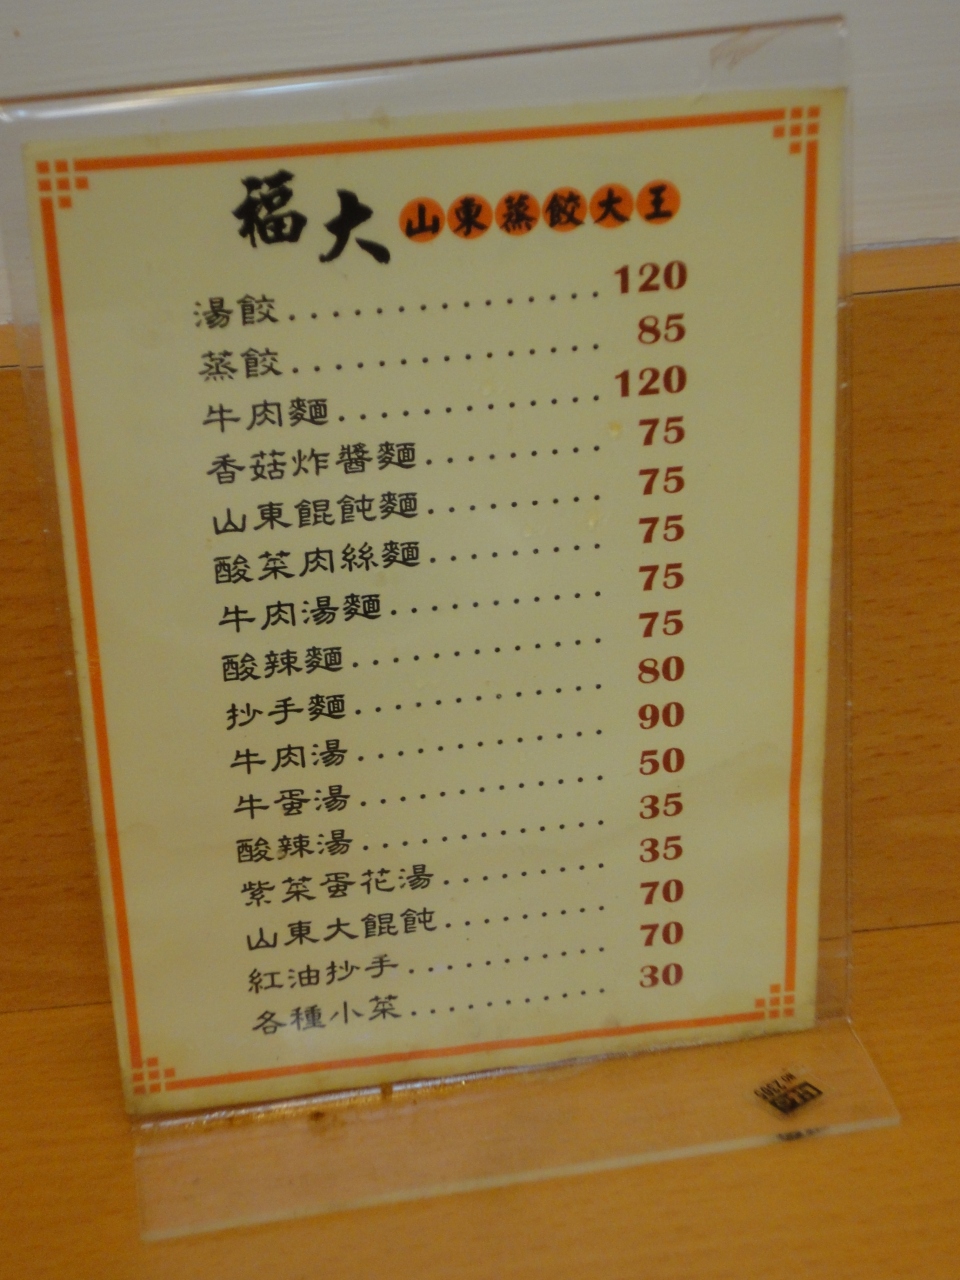 福大 山東蒸餃大王
湯餃..............120
蒸餃..............85
牛肉麵............120
香菇炸醬麵.........75
山東餛飩麵.........75
酸菜肉絲麵.........75
牛肉湯麵...........75
酸辣麵............75
抄手麵............80
牛肉湯............90
牛蛋湯............50
酸辣湯............35
紫菜蛋花湯.........35
山東大餛飩.........70
紅油抄手...........70
各種小菜...........30